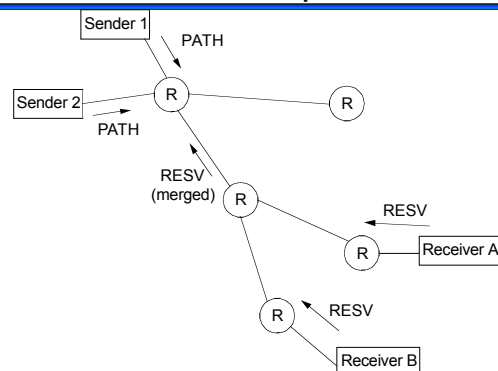 Sender 1
PATH
Sender 2
R
R
PATH
RESV
(merged)
R
RESV
R
Receiver A
R
RESV
Receiver B